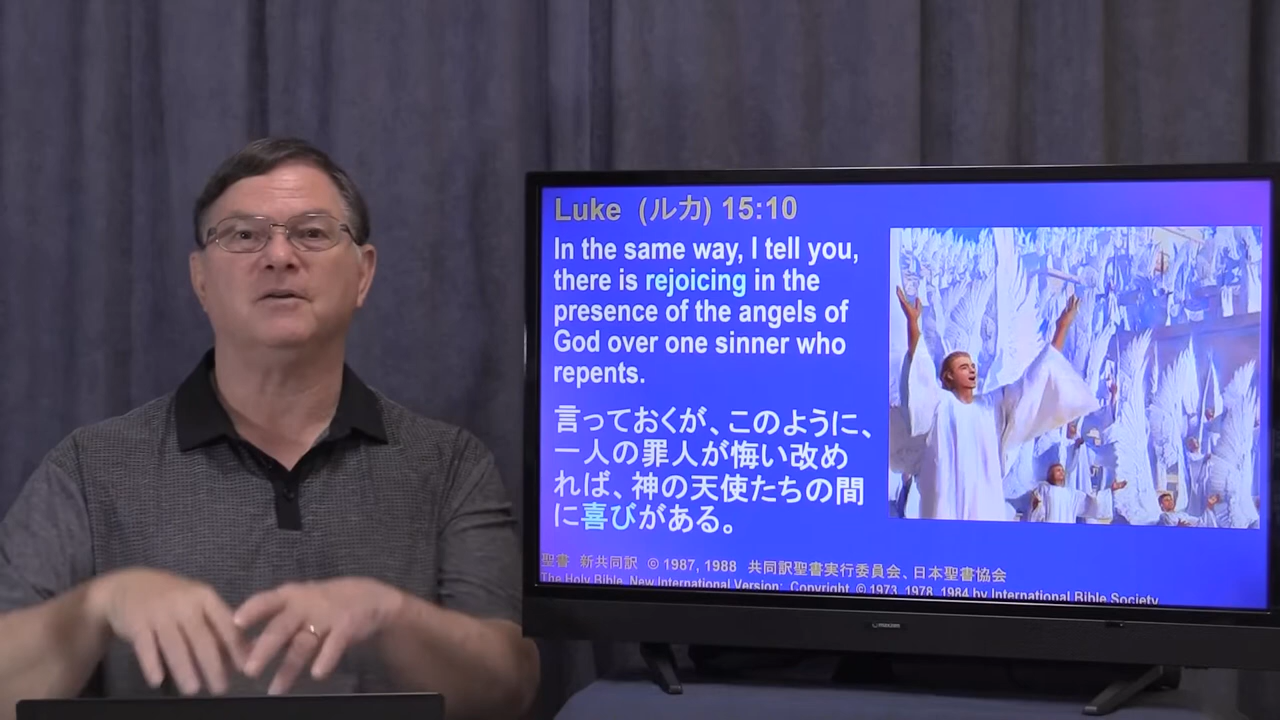 Luke (ルカ) 15:10
In the same way, I tell you,
there is rejoicing in the
presence of the angels of
God over one sinner who
repents.
言っておくが、このように、
一人の罪人が悔い改め
れば、神の天使たちの間
に喜びがある。
聖書 新共同訳 © 1987, 1988 共同訳聖書実行委員会、日本聖書協会
The Holy Bible, New International Version; Copyright © 1973, 1978, 1984 by International Bible Society
maxzen